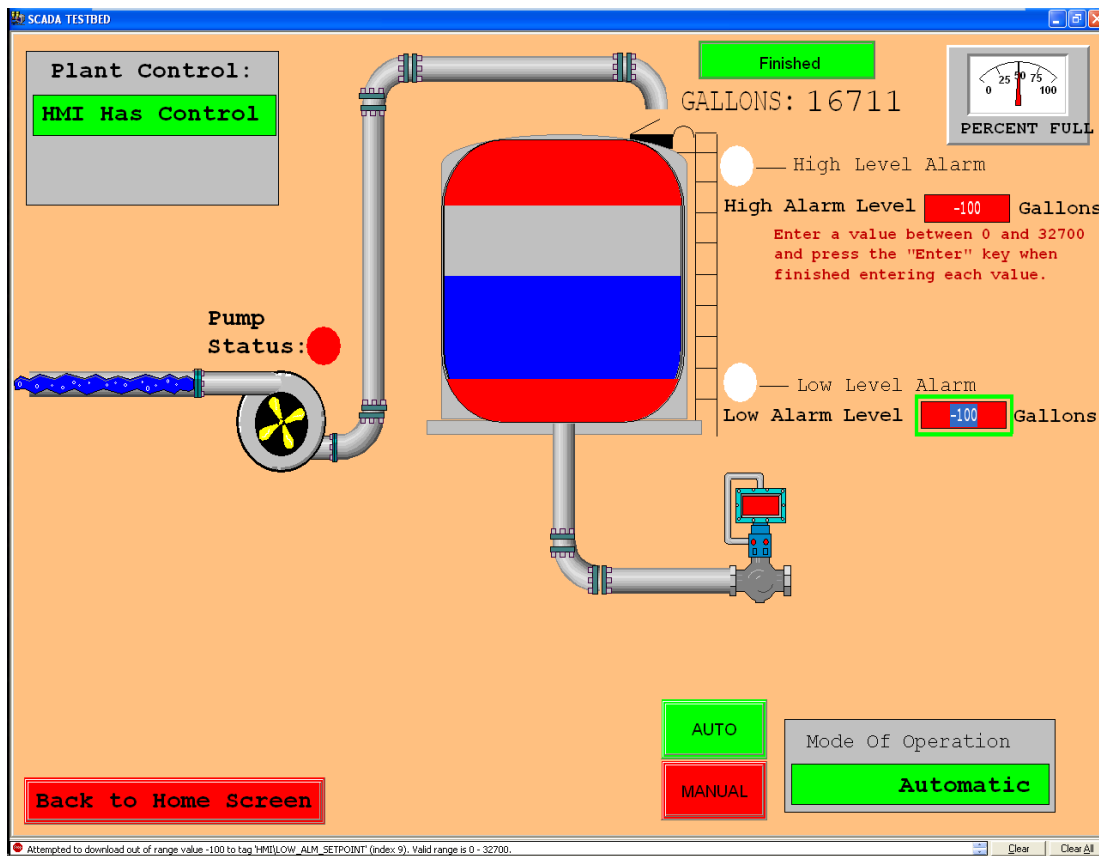 SCADA TESTBED
Plant Control:
HMI Has Control
Finished
GALLONS: 16711
0 25 50 75 100
PERCENT FULL
High Level Alarm
High Alarm Level -100 Gallons
Enter a value between 0 and 32700
and press the "Enter" key when
finished entering each value.
Pump
Status:
Low Level Alarm
Low Alarm Level -100 Gallons
AUTO
MANUAL
Mode Of Operation
Automatic
Back to Home Screen
Attempted to download out of range value -100 to tag 'HMI\LOW_ALM_SETPOINT' (index 9). Valid range is 0 - 32700.
Clear
Clear All